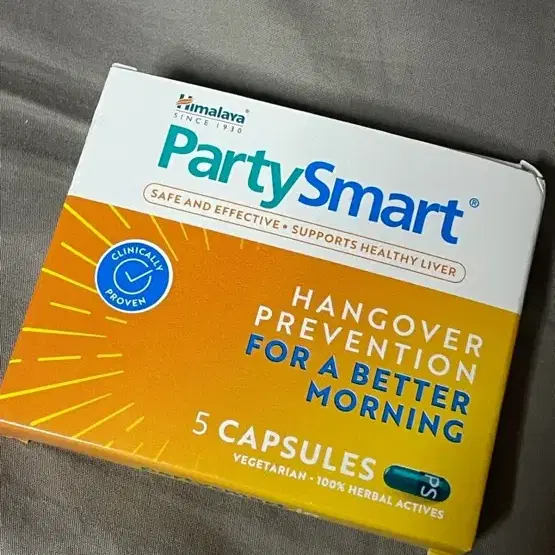 Himalaya®
SINCE 1930
PartySmart®
SAFE AND EFFECTIVE • SUPPORTS HEALTHY LIVER
CLINICALLY
PROVEN
HANGOVER
PREVENTION
FOR A BETTER
MORNING
5 CAPSULES
VEGETARIAN • 100% HERBAL ACTIVES
PS